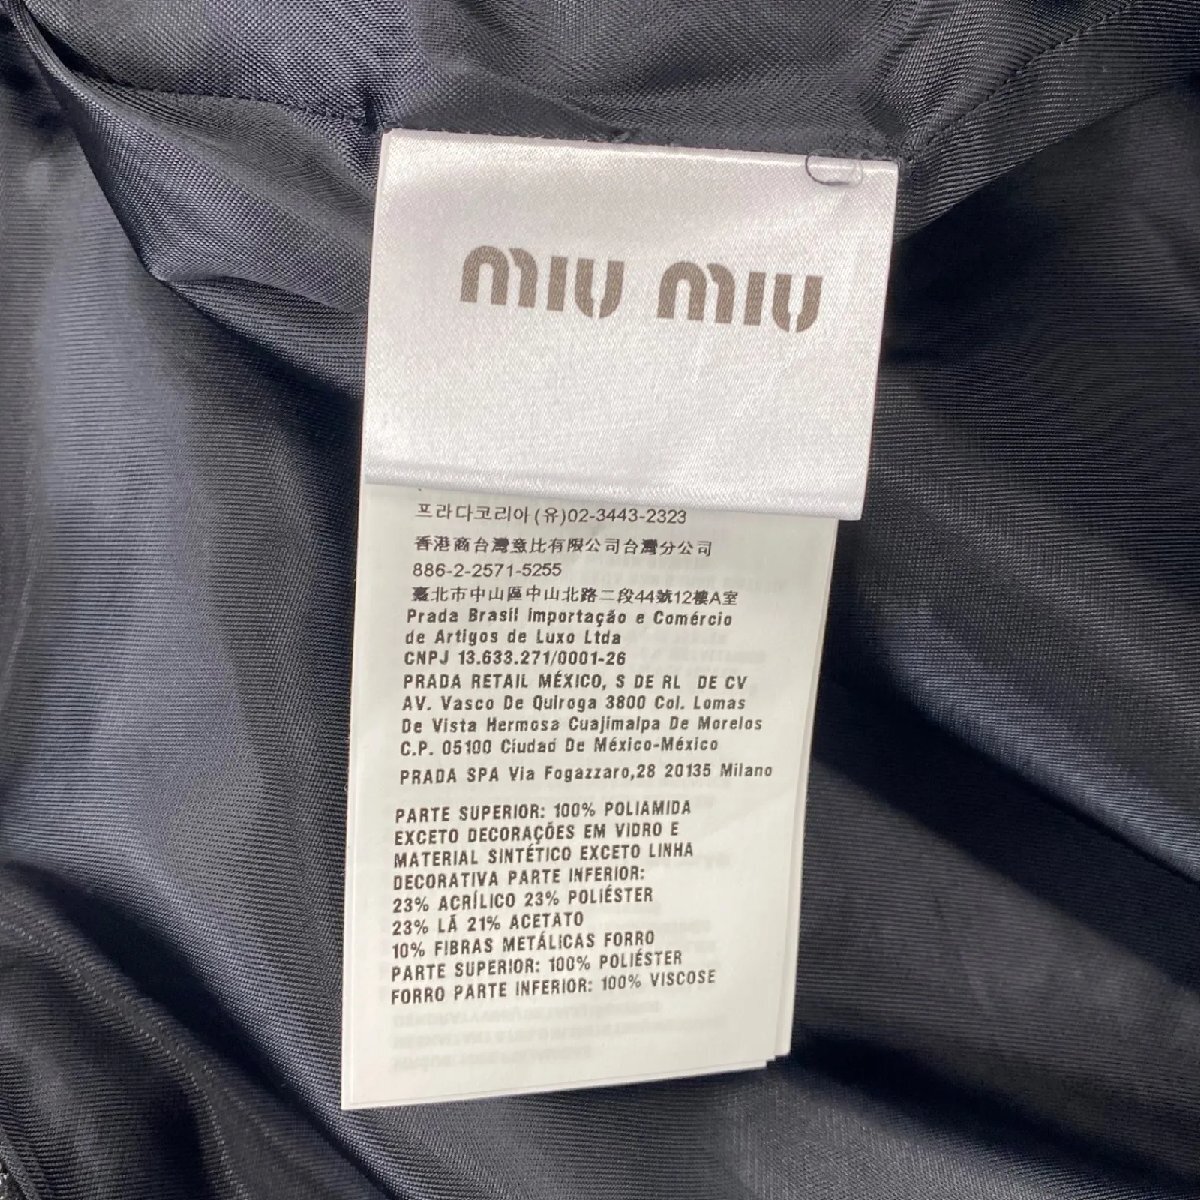 miu miu
프라다코리아(유)02-3443-2323
香港商台灣意比有限公司台灣分公司
886-2-2571-5255
臺北市中山區中山北路二段44號12樓A室
Prada Brasil Importação e Comércio
de Artigos de Luxo Ltda
CNPJ 13.633.271/0001-26
PRADA RETAIL MÉXICO, S DE RL DE CV
AV. Vasco De Quiroga 3800 Col. Lomas
De Vista Hermosa Cuajimalpa De Morelos
C.P. 05100 Ciudad De México-México
PRADA SPA Via Fogazzaro,28 20135 Milano
PARTE SUPERIOR: 100% POLIAMIDA
EXCETO DECORAÇÕES EM VIDRO E
MATERIAL SINTÉTICO EXCETO LINHA
DECORATIVA PARTE INFERIOR:
23% ACRÍLICO 23% POLIÉSTER
23% LÃ 21% ACETATO
10% FIBRAS METÁLICAS FORRO
PARTE SUPERIOR: 100% POLIÉSTER
FORRO PARTE INFERIOR: 100% VISCOSE